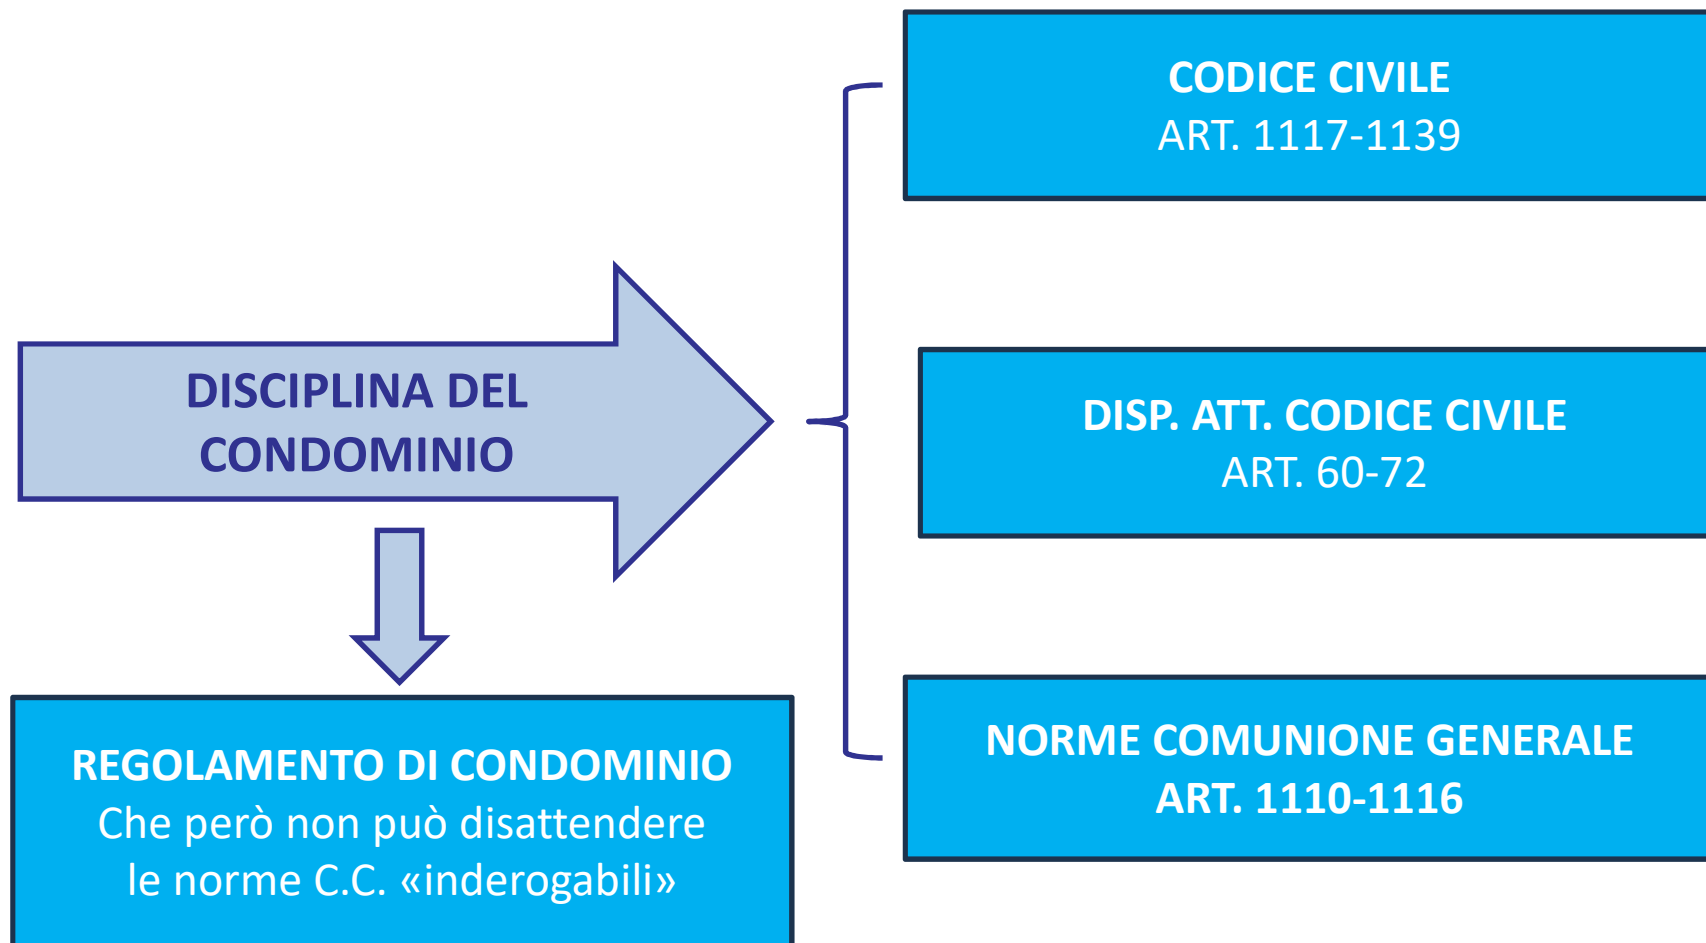 CODICE CIVILE
ART. 1117-1139
DISCIPLINA DEL
CONDOMINIO
DISP. ATT. CODICE CIVILE
ART. 60-72
NORME COMUNIONE GENERALE
ART. 1110-1116
REGOLAMENTO DI CONDOMINIO
Che però non può disattendere
le norme C.C. «inderogabili»